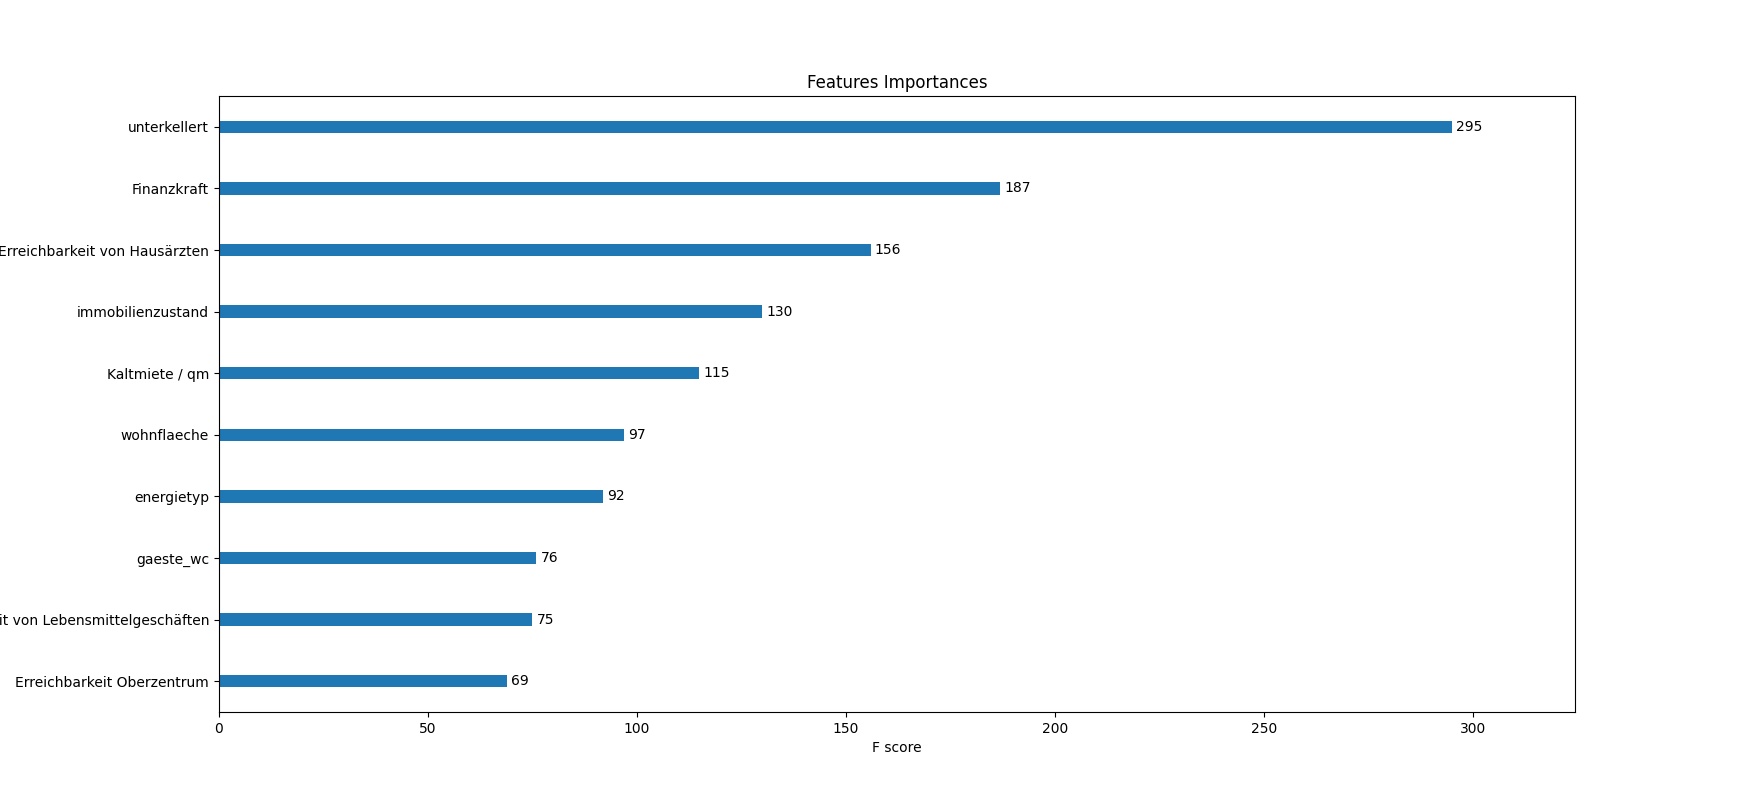 Features Importances
unterkellert
295
Finanzkraft
187
Erreichbarkeit von Hausärzten
156
immobilienzustand
130
Kaltmiete / qm
115
wohnflaeche
97
energietyp
92
gaeste_wc
76
it von Lebensmittelgeschäften
75
Erreichbarkeit Oberzentrum
69
0 50 100 150 200 250 300
F score